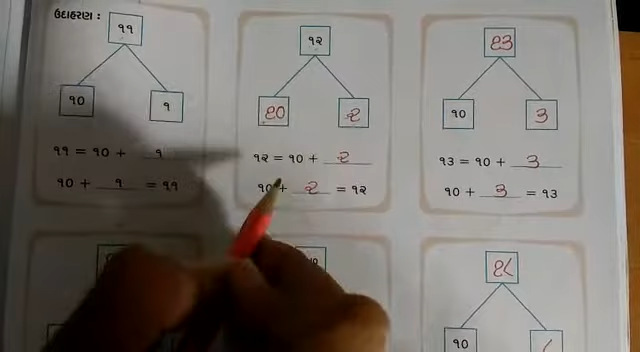 ઉદાહરણ :
૧૧
૧૦
૧
૧૧ = ૧૦ + ૧
૧૦ + ૧ = ૧૧
૧૨
૧૦
૨
૧૨ = ૧૦ + ૨
૧૦ + ૨ = ૧૨
૧૩
૧૦
૩
૧૩ = ૧૦ + ૩
૧૦ + ૩ = ૧૩
૧૮
૧૦